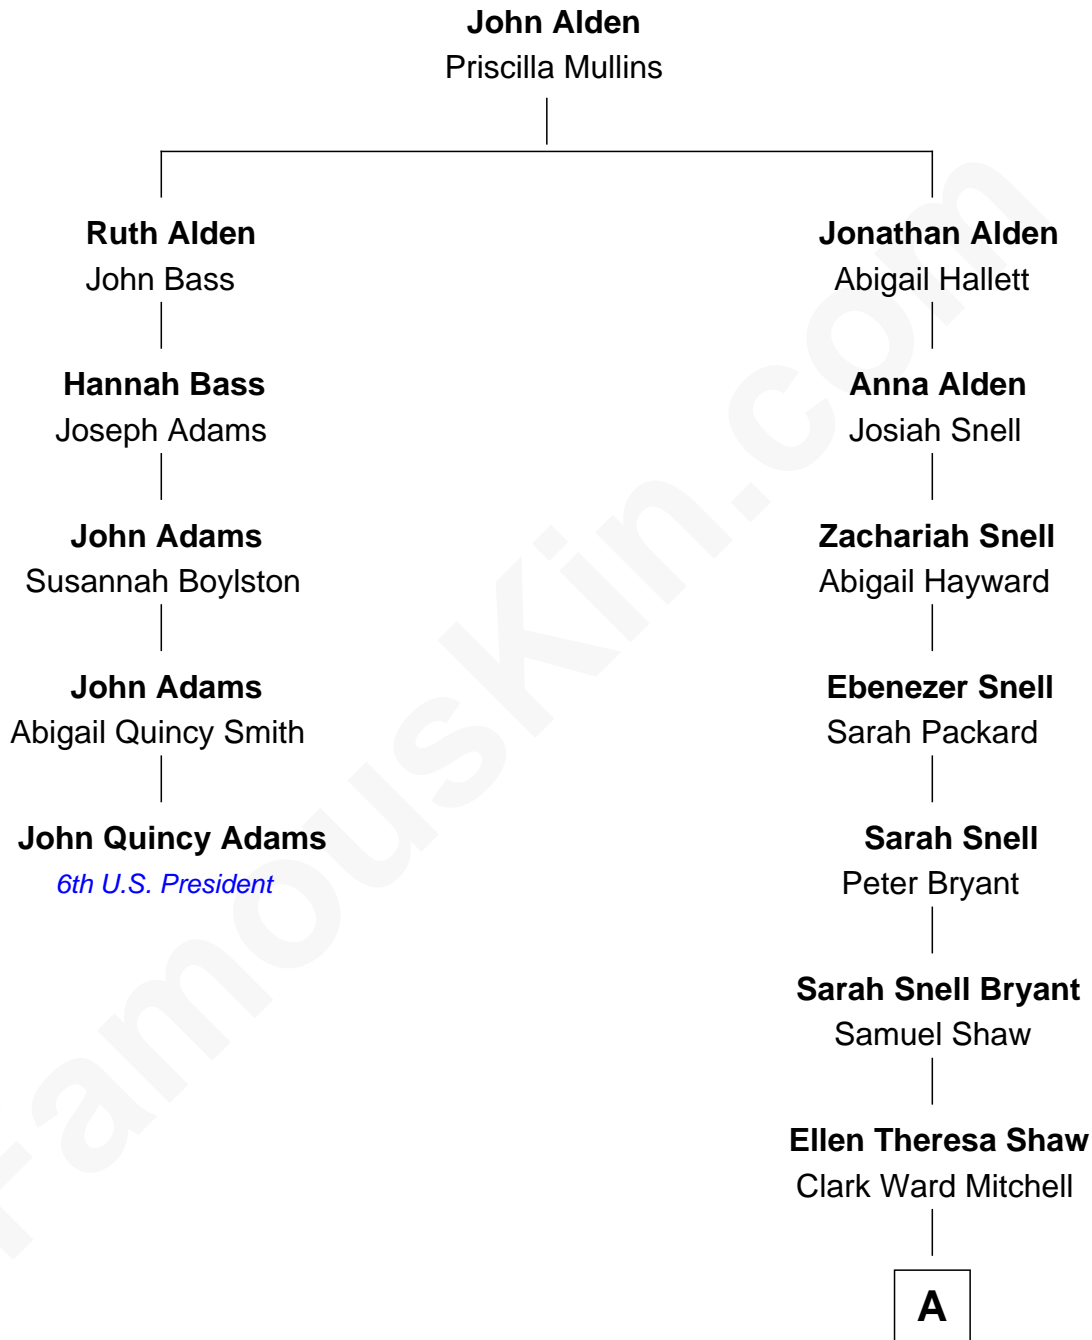 John Alden
Priscilla Mullins
Ruth Alden
John Bass
Hannah Bass
Joseph Adams
John Adams
Susannah Boylston
John Adams
Abigail Quincy Smith
John Quincy Adams
6th U.S. President
Jonathan Alden
Abigail Hallett
Anna Alden
Josiah Snell
Zachariah Snell
Abigail Hayward
Ebenezer Snell
Sarah Packard
Sarah Snell
Peter Bryant
Sarah Snell Bryant
Samuel Shaw
Ellen Theresa Shaw
Clark Ward Mitchell
A
FamousKin.com